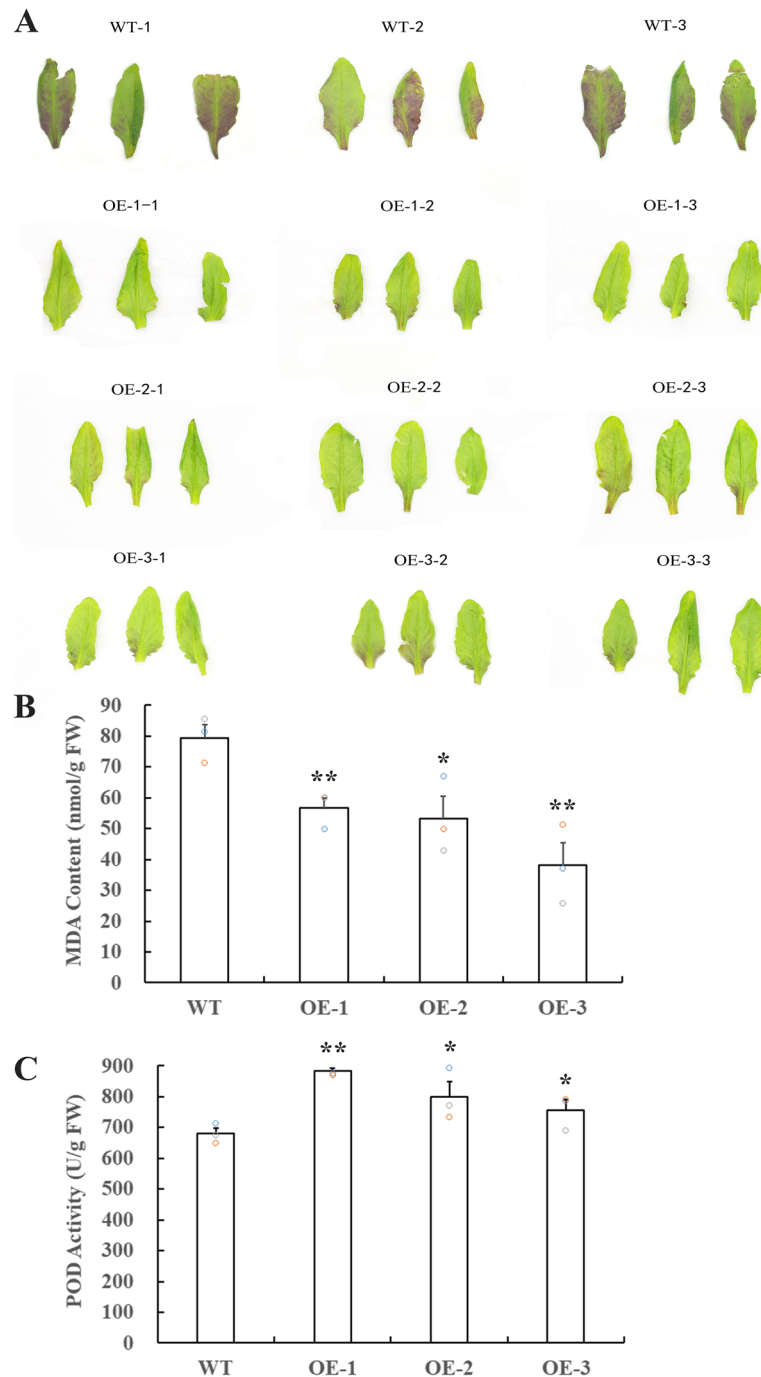 A
WT-1 WT-2 WT-3
OE-1-1 OE-1-2 OE-1-3
OE-2-1 OE-2-2 OE-2-3
OE-3-1 OE-3-2 OE-3-3
B
MDA Content (nmol/g FW)
90
80
70
60
50
40
30
20
10
0
** * **
WT OE-1 OE-2 OE-3
C
POD Activity (U/g FW)
900
800
700
600
500
400
300
200
100
0
** * *
WT OE-1 OE-2 OE-3